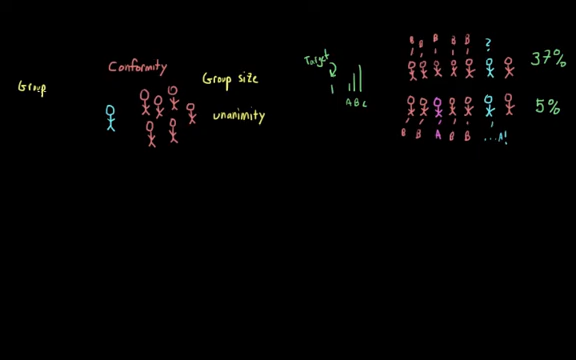 Group
Conformity
Group size
unanimity
Target
A B C
B B B B B ?
37%
5%
B B A B B ...A!